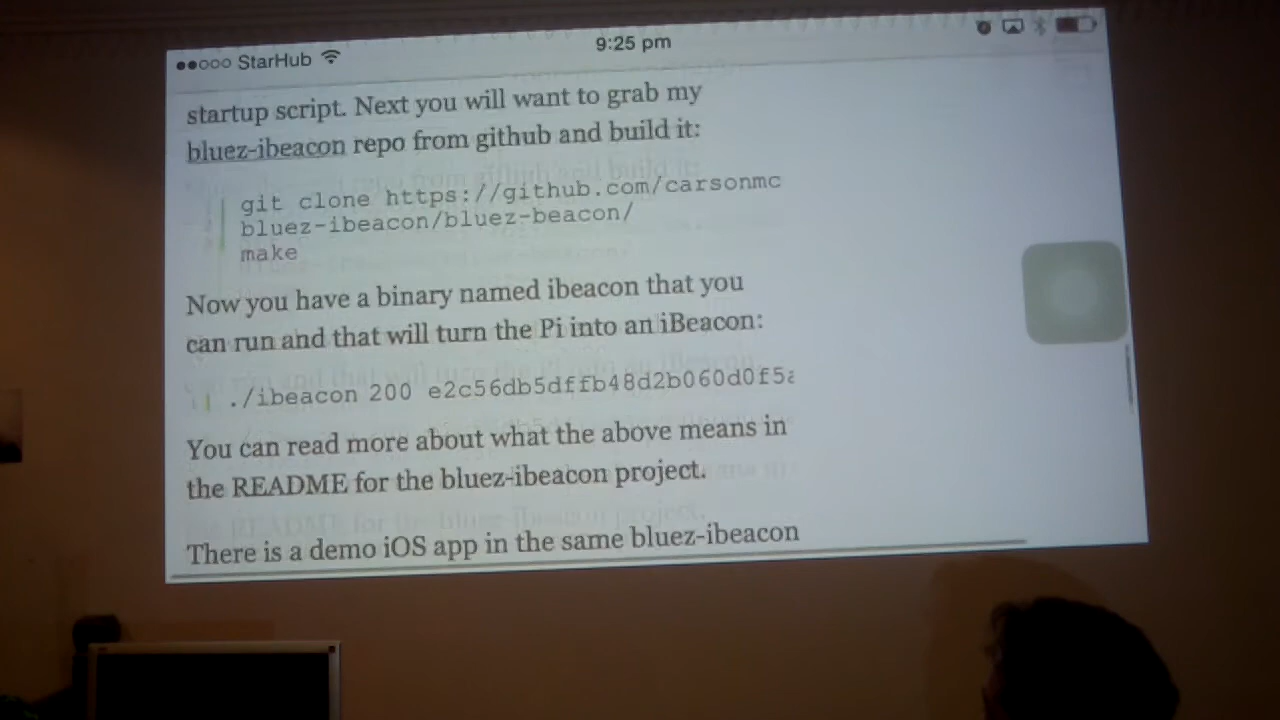 StarHub
9:25 pm
startup script. Next you will want to grab my
bluez-ibeacon repo from github and build it:
git clone https://github.com/carsonmc
bluez-ibeacon/bluez-beacon/
make
Now you have a binary named ibeacon that you
can run and that will turn the Pi into an iBeacon:
./ibeacon 200 e2c56db5dffb48d2b060d0f5a
You can read more about what the above means in
the README for the bluez-ibeacon project.
There is a demo iOS app in the same bluez-ibeacon